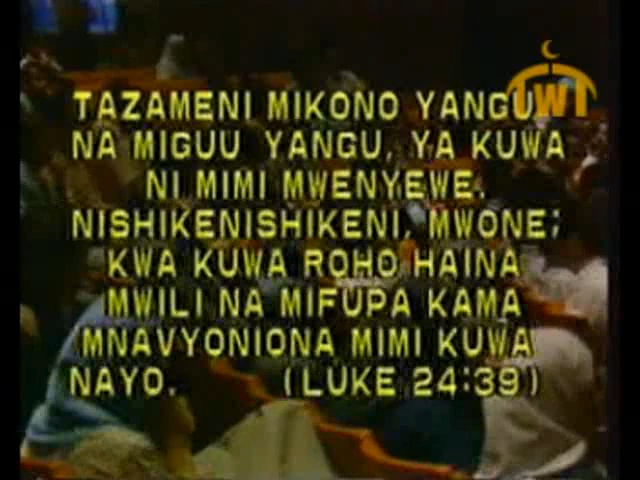 TAZAMENI MIKONO YANGU,
NA MIGUU YANGU, YA KUWA
NI MIMI MWENYEWE.
NISHIKENISHIKENI, MWONE;
KWA KUWA ROHO HAINA
MWILI NA MIFUPA KAMA
MNAVYONIONA MIMI KUWA
NAYO. (LUKE 24:39)